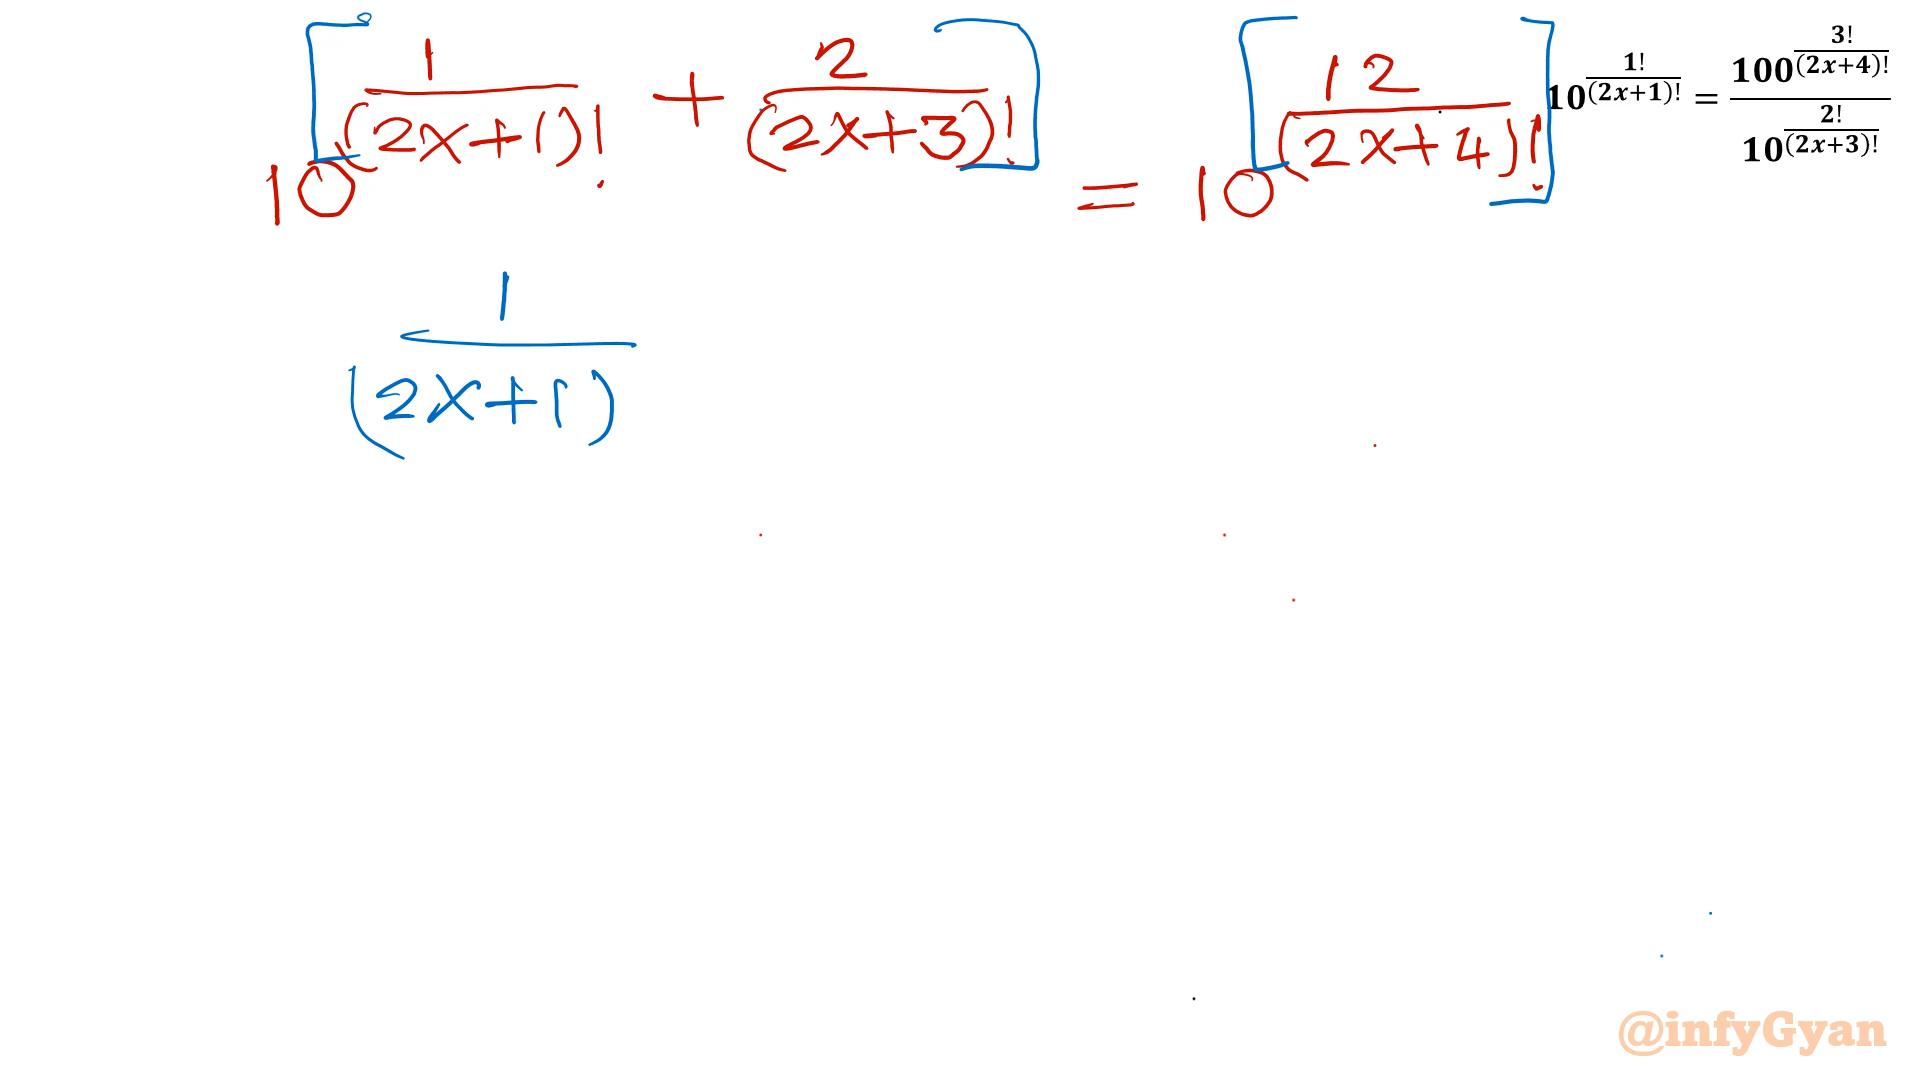 10^[1/(2x+1)! + 2/(2x+3)!] = 10^[12/(2x+4)!]
10^(1!/(2x+1)!) = 100^(3!/(2x+4)!) / 10^(2!/(2x+3)!)
1/(2x+1)
@infyGyan